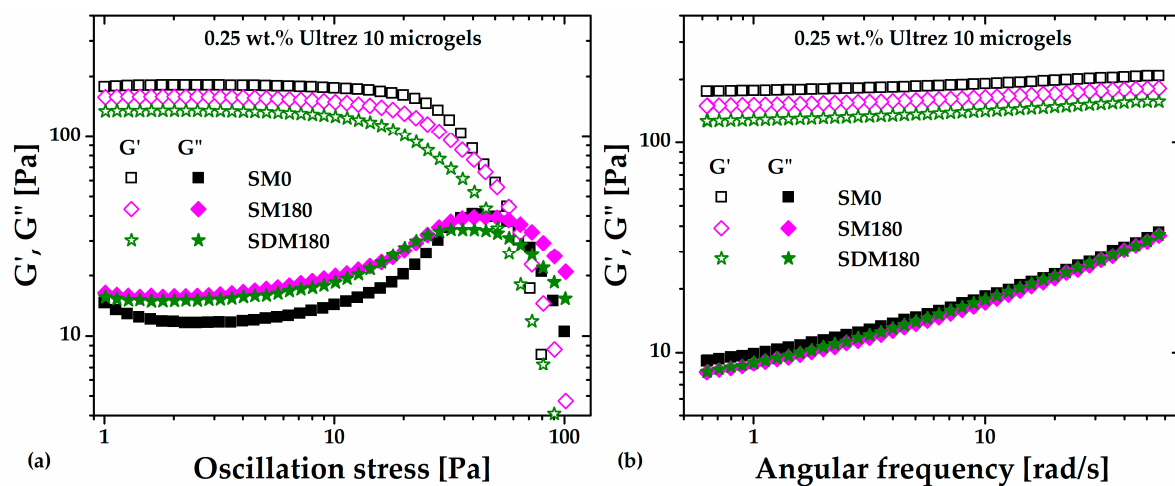 0.25 wt.% Ultrez 10 microgels
G', G" [Pa]
100
10
G' G"
SM0
SM180
SDM180
1 10 100
(a)
Oscillation stress [Pa]
0.25 wt.% Ultrez 10 microgels
G', G" [Pa]
100
10
G' G"
SM0
SM180
SDM180
1 10
(b)
Angular frequency [rad/s]